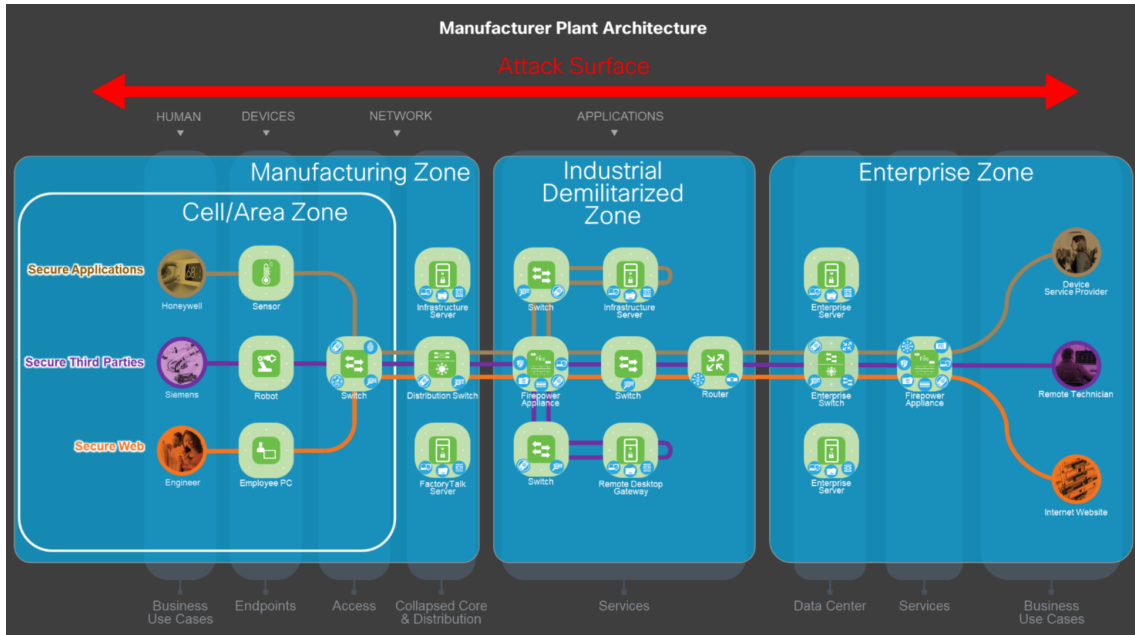 Manufacturer Plant Architecture
Attack Surface
HUMAN
DEVICES
NETWORK
APPLICATIONS
Manufacturing Zone
Industrial
Demilitarized
Zone
Enterprise Zone
Cell/Area Zone
Secure Applications
Honeywell
Sensor
Infrastructure
Server
Switch
Infrastructure
Server
Enterprise
Server
Device
Service Provider
Secure Third Parties
Siemens
Robot
Switch
Distribution Switch
Firepower
Appliance
Switch
Router
Enterprise
Switch
Firepower
Appliance
Remote Technician
Secure Web
Engineer
Employee PC
FactoryTalk
Server
Switch
Remote Desktop
Gateway
Enterprise
Server
Internet Website
Business
Use Cases
Endpoints
Access
Collapsed Core
& Distribution
Services
Data Center
Services
Business
Use Cases